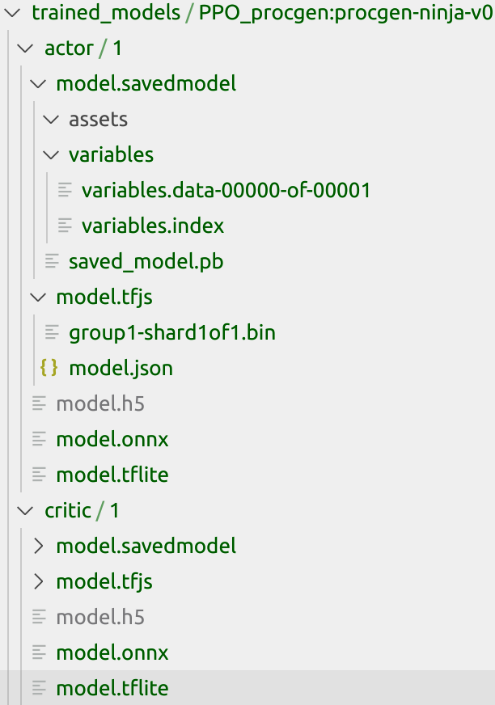 trained_models / PPO_procgen:procgen-ninja-v0
actor / 1
model.savedmodel
assets
variables
variables.data-00000-of-00001
variables.index
saved_model.pb
model.tfjs
group1-shard1of1.bin
{} model.json
model.h5
model.onnx
model.tflite
critic / 1
model.savedmodel
model.tfjs
model.h5
model.onnx
model.tflite